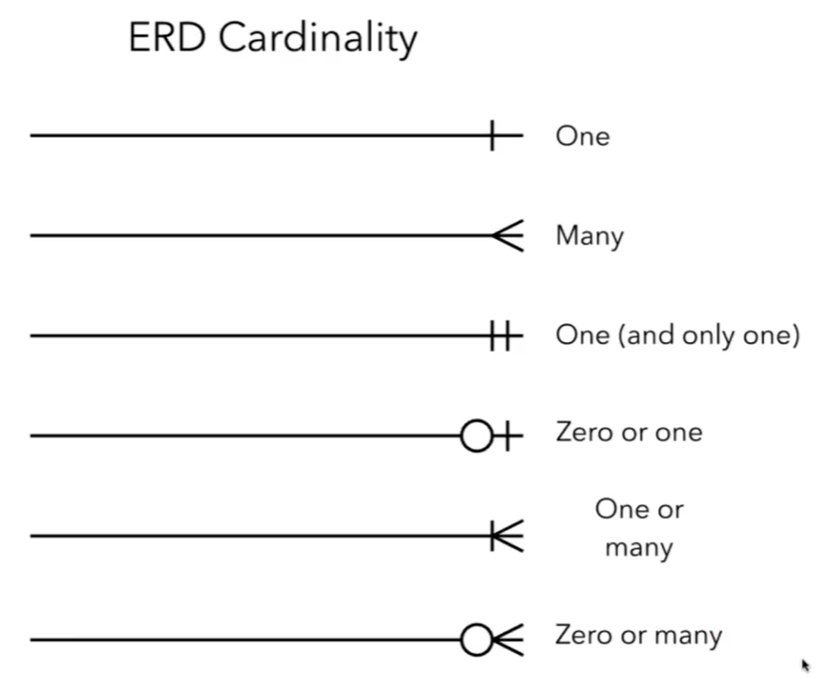 ERD Cardinality
One
Many
One (and only one)
Zero or one
One or
many
Zero or many